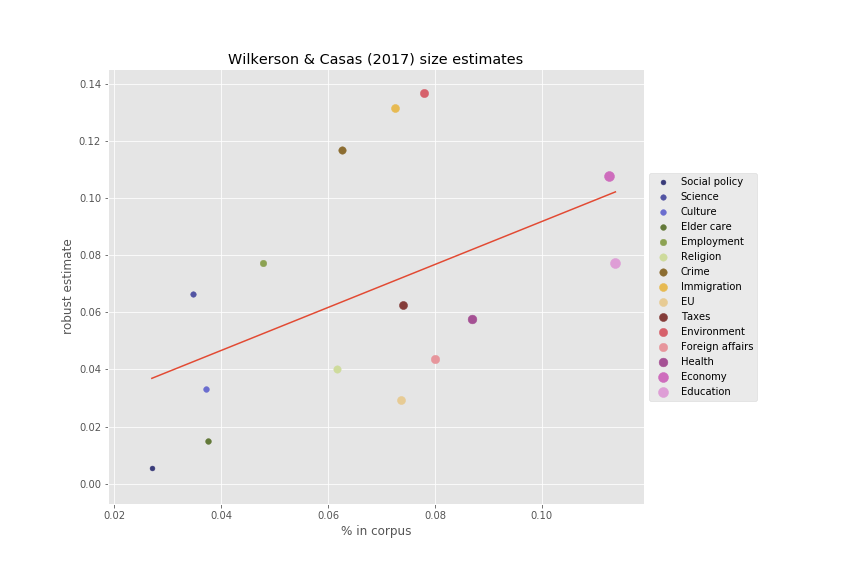 Wilkerson & Casas (2017) size estimates
0.14
0.12
0.10
0.08
0.06
0.04
0.02
0.00
robust estimate
0.02 0.04 0.06 0.08 0.10
% in corpus
Social policy
Science
Culture
Elder care
Employment
Religion
Crime
Immigration
EU
Taxes
Environment
Foreign affairs
Health
Economy
Education